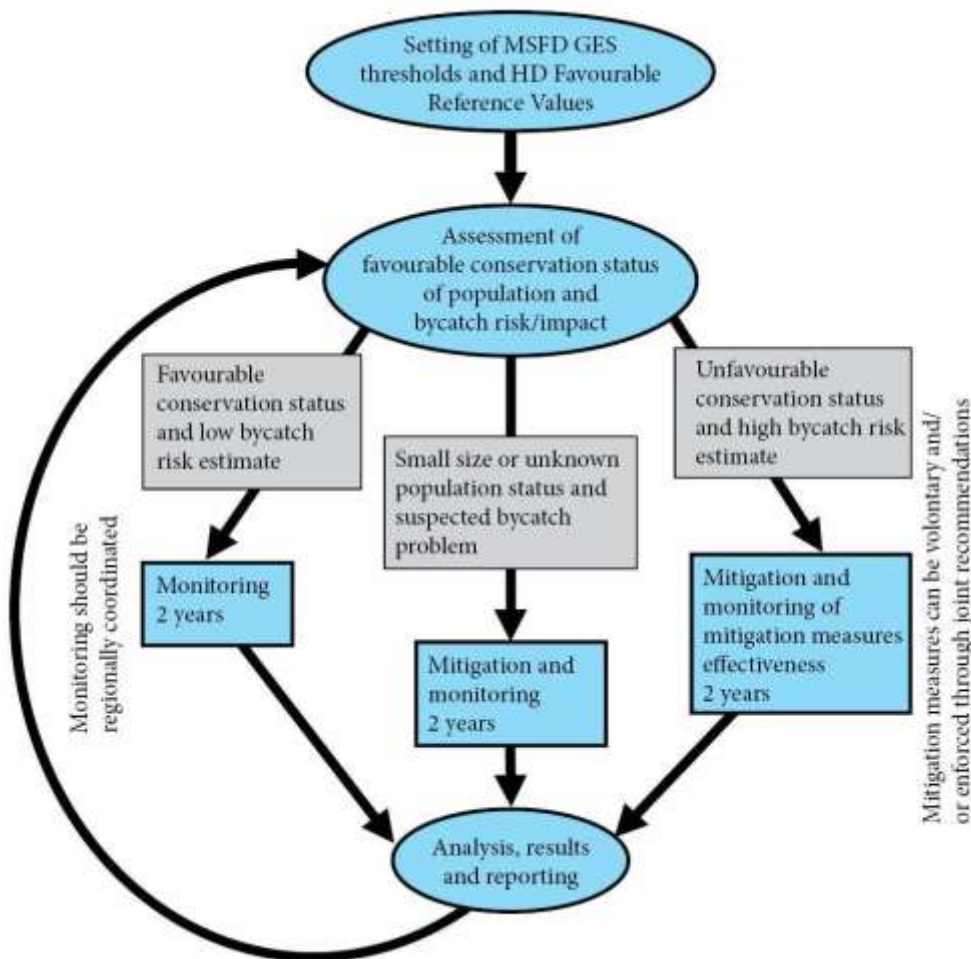 Setting of MSFD GES
thresholds and HD Favourable
Reference Values
Assessment of
favourable conservation status
of population and
bycatch risk/impact
Favourable
conservation status
and low bycatch
risk estimate
Small size or unknown
population status and
suspected bycatch
problem
Unfavourable
conservation status
and high bycatch risk
estimate
Monitoring should be
regionally coordinated
Monitoring
2 years
Mitigation and
monitoring
2 years
Mitigation and
monitoring of
mitigation measures
effectiveness
2 years
Mitigation measures can be volontary and/
or enforced through joint recommendations
Analysis, results
and reporting